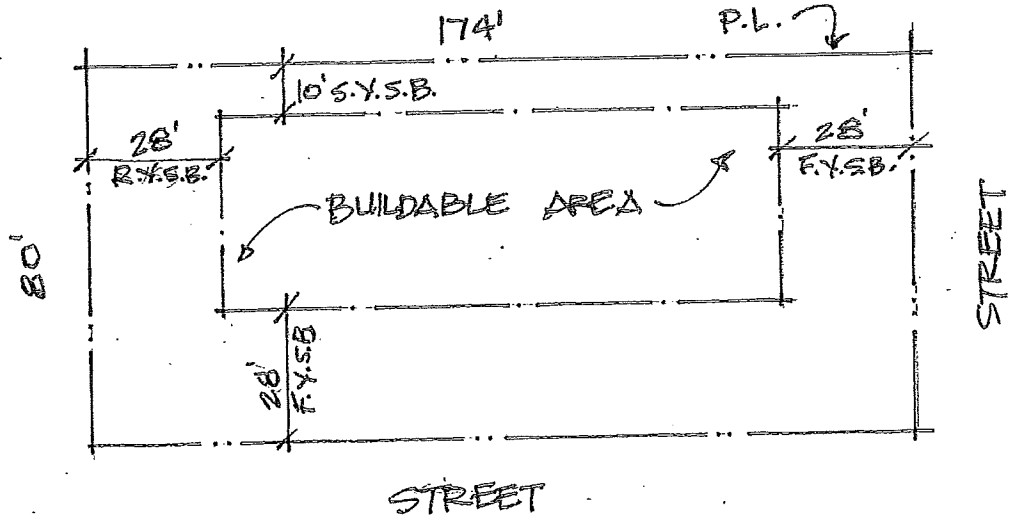 174'
P.L.
10' S.Y.S.B.
28'
R.Y.S.B.
28'
F.Y.S.B.
BUILDABLE AREA
80'
STREET
28'
F.Y.S.B
STREET